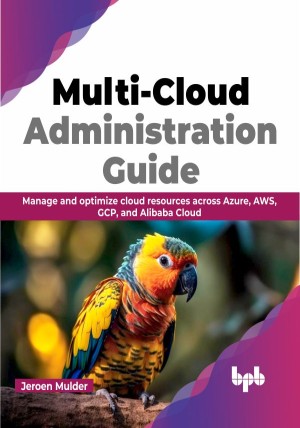 Multi-Cloud
Administration
Guide
Manage and optimize cloud resources across Azure, AWS,
GCP, and Alibaba Cloud
Jeroen Mulder
bpb